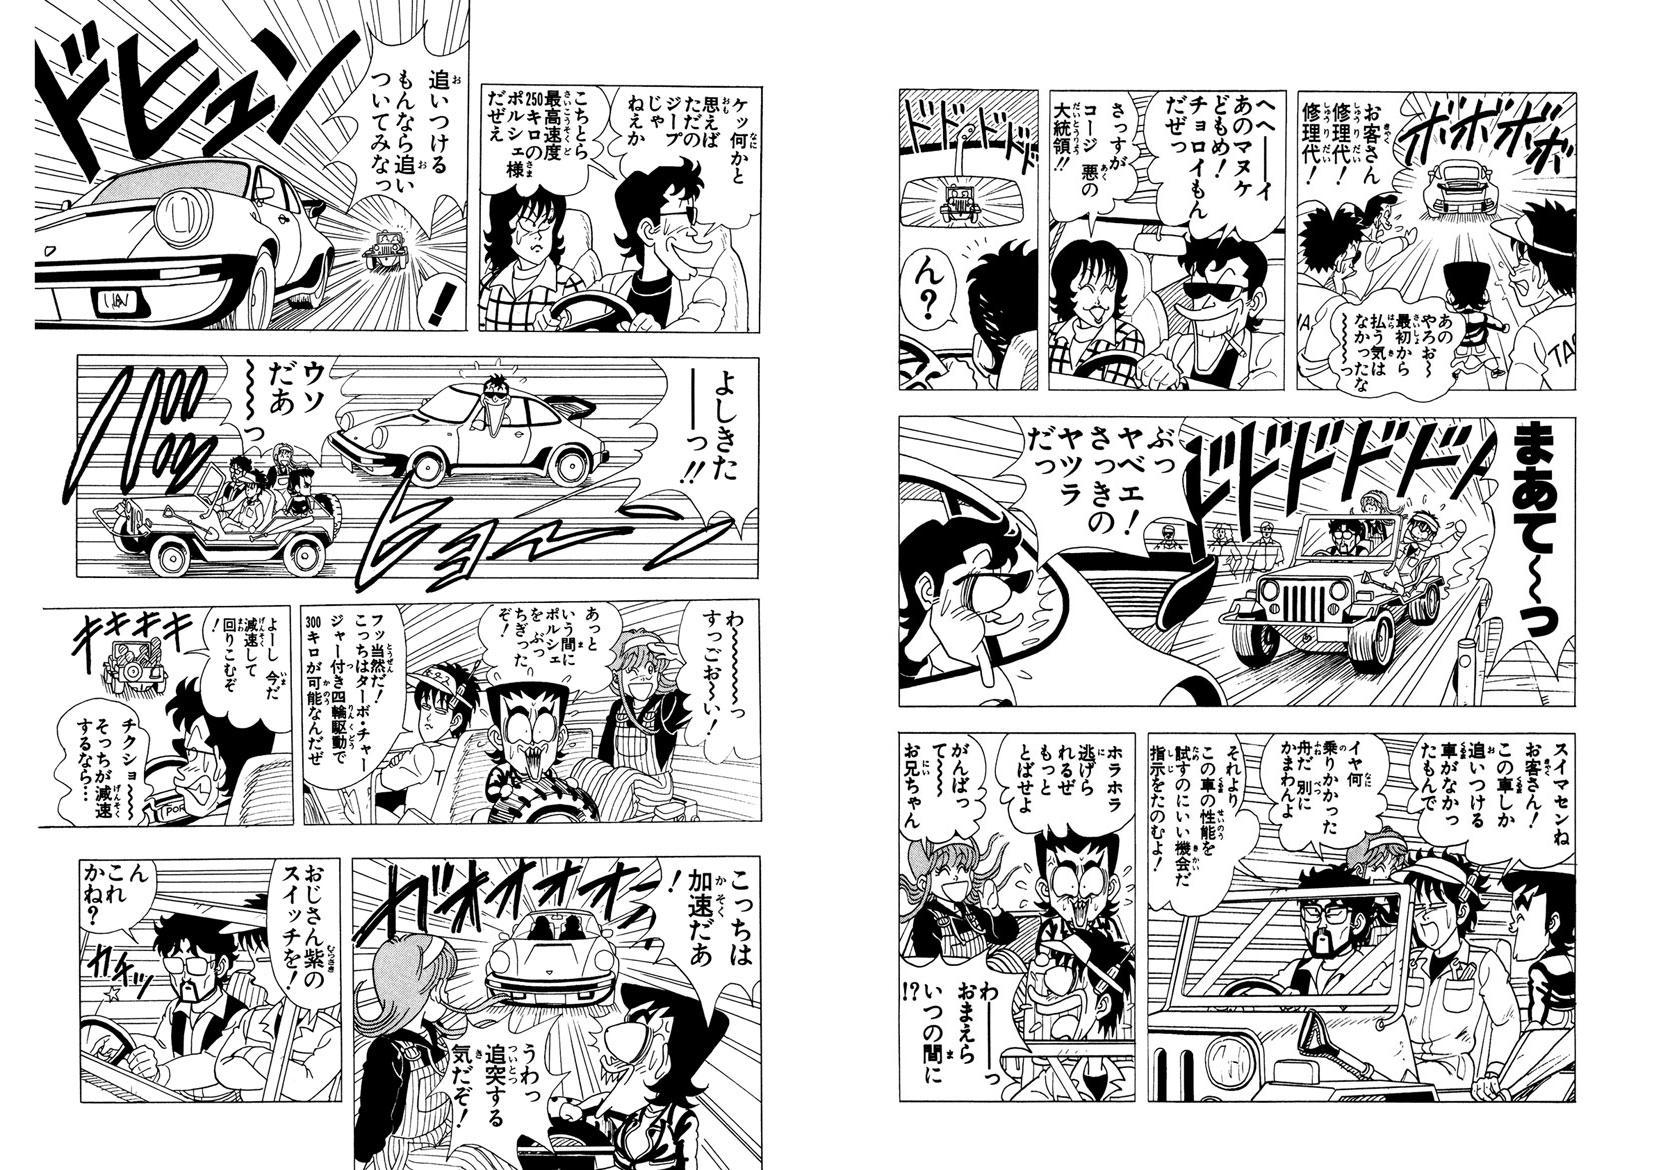 ボボボボ
お客さん
修理代！
修理代！
あの
やろお〜
最初から
払う気は
なかったな
〜〜〜っ
TA
ヘヘ――イ
あのマヌケ
どもめ！
チョロイもん
だぜっ
さっすが
コージ 悪の
大統領!!
ドドドドド
ん？
まあて〜〜っ
ドドドドドド
ぶっ
ヤベエ！
さっきの
ヤツラ
だっ
スイマセンね
お客さん！
この車しか
追いつける
車がなかっ
たもんで
イヤ何
乗りかかった
舟だ 別に
かまわんよ
それより
この車の性能を
試すのにいい機会だ
指示をたのむよ！
ホラホラ
逃げら
れるぜ
もっと
とばせよ
がんばっ
て〜〜
お兄ちゃん
わ――っ
おまえら
いつの間に
!?
ケッ何かと
思えば
ただの
ジープ
じゃ
ねえか
こちとら
最高速度
250キロの
ポルシェ様
だぜえ
追いつける
もんなら追い
ついてみなっ
ドヒュン
！
よしきた
――っ!!
ウソ
だあ
〜〜〜っ
ヒョーーン
わ〜〜〜〜っ
すっごお〜い！
あっと
いう間に
ポルシェ
を ぶっ
ちぎった
ぞ！
フッ当然だ！
こっちはターボ・チャー
ジャー付き四輪駆動で
300キロが可能なんだぜ
T
よーし 今だ
減速して
回りこむぞ
！
キキキキ
チクショ〜〜
そっちが減速
するなら…
POR
こっちは
加速だあ
！
ガオオオオー
うわっ
追突する
気だぞ！
おじさん紫の
スイッチを！
ん
これ
かね？
カチッ